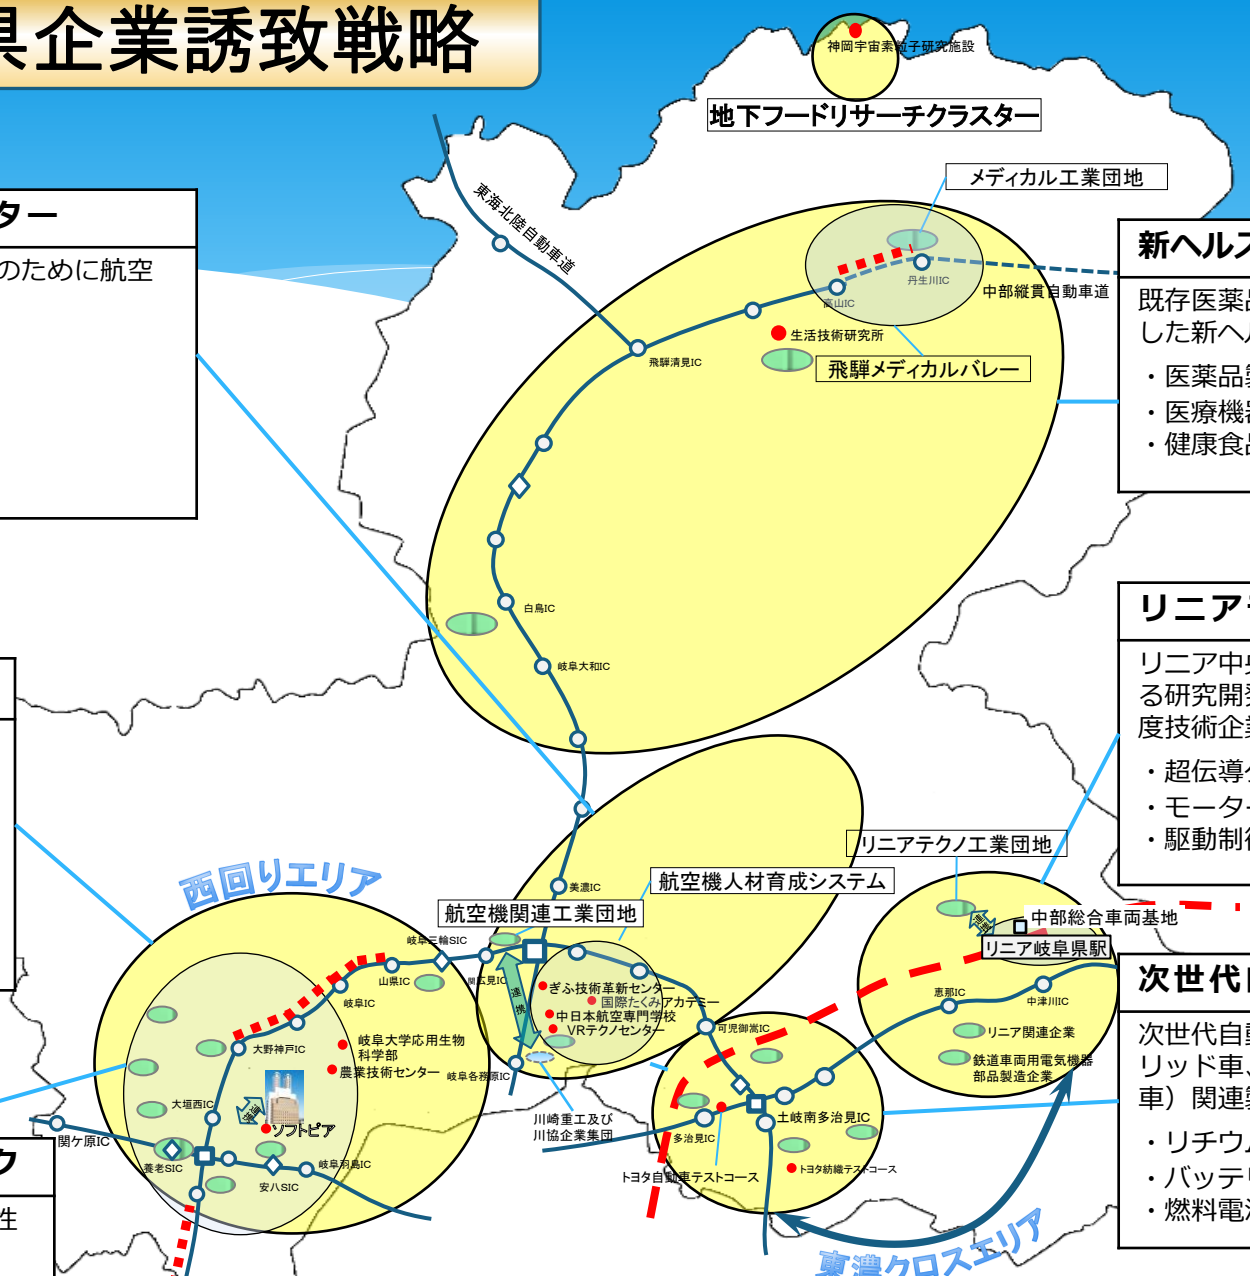 県企業誘致戦略
神岡宇宙素粒子研究施設
地下フードリサーチクラスター
メディカル工業団地
東海北陸自動車道
ター
のために航空
丹生川IC
高山IC
中部縦貫自動車道
生活技術研究所
飛騨清見IC
飛騨メディカルバレー
新ヘルス
既存医薬品
した新ヘル
・医薬品製
・医療機器
・健康食品
白鳥IC
岐阜大和IC
リニアテ
リニア中央
る研究開発
度技術企業
・超伝導
・モーター
・駆動制御
リニアテクノ工業団地
西回りエリア
美濃IC
航空機人材育成システム
航空機関連工業団地
中部総合車両基地
連携
リニア岐阜県駅
岐阜三輪SIC
関広見IC
山県IC
岐阜IC
連携
ぎふ技術革新センター
国際たくみアカデミー
中日本航空専門学校
VRテクノセンター
恵那IC
中津川IC
可児御嵩IC
リニア関連企業
鉄道車両用電気機器
部品製造企業
次世代自
次世代自動
リッド車、
車）関連製
・リチウム
・バッテリ
・燃料電池
大野神戸IC
岐阜大学応用生物
科学部
農業技術センター
岐阜各務原IC
大垣西IC
連携
ソフトピア
川崎重工及び
川協企業集団
土岐南多治見IC
多治見IC
関ケ原IC
養老SIC
安八SIC
岐阜羽島IC
トヨタ自動車テストコース
トヨタ紡織テストコース
ク
性
東濃クロスエリア